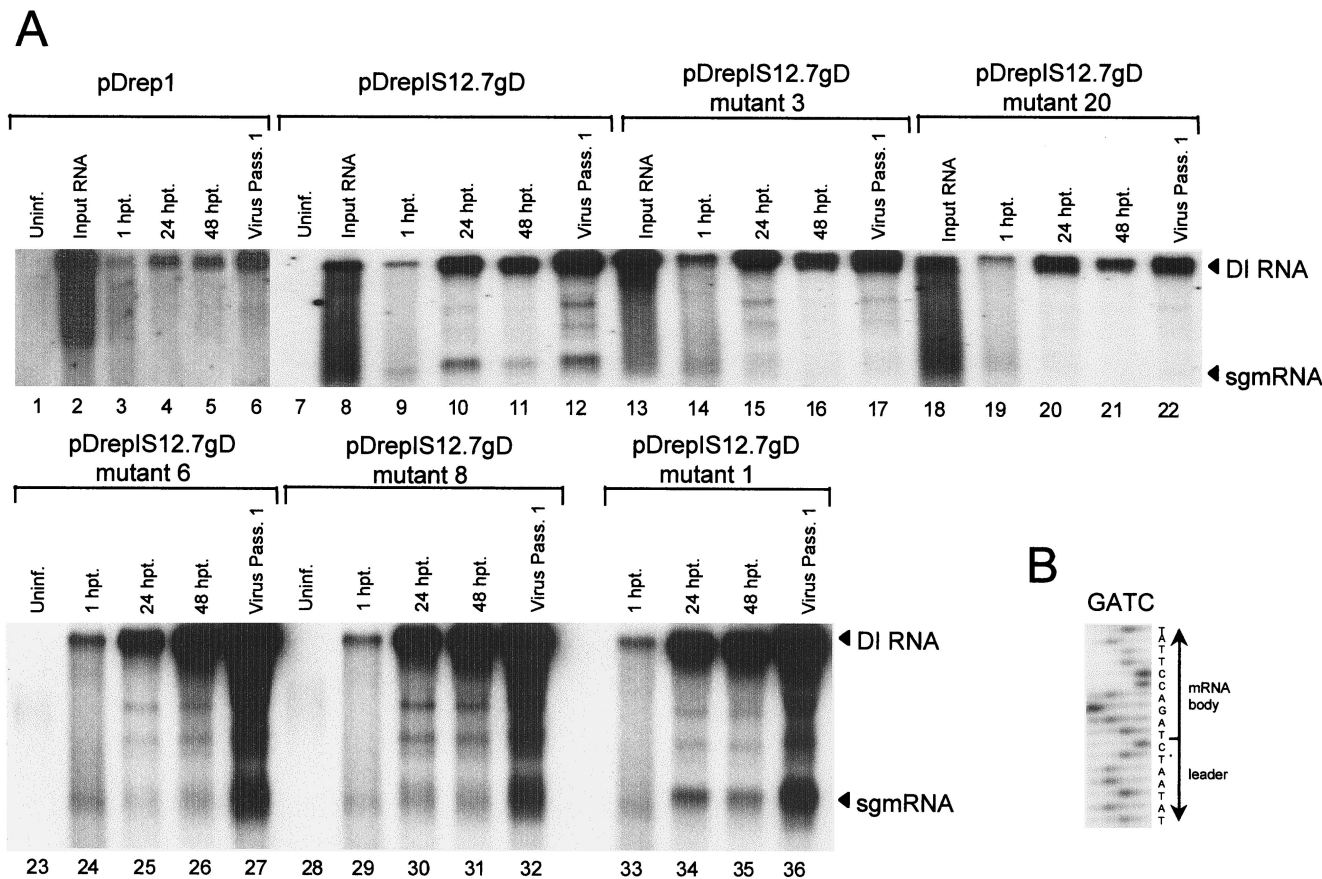 A
pDrep1
pDrepIS12.7gD
pDrepIS12.7gD
mutant 3
pDrepIS12.7gD
mutant 20
Uninf.
Input RNA
1 hpt.
24 hpt.
48 hpt.
Virus Pass. 1
Uninf.
Input RNA
1 hpt.
24 hpt.
48 hpt.
Virus Pass. 1
Input RNA
1 hpt.
24 hpt.
48 hpt.
Virus Pass. 1
Input RNA
1 hpt.
24 hpt.
48 hpt.
Virus Pass. 1
DI RNA
sgmRNA
1 2 3 4 5 6 7 8 9 10 11 12 13 14 15 16 17 18 19 20 21 22
pDrepIS12.7gD
mutant 6
pDrepIS12.7gD
mutant 8
pDrepIS12.7gD
mutant 1
Uninf.
1 hpt.
24 hpt.
48 hpt.
Virus Pass. 1
Uninf.
1 hpt.
24 hpt.
48 hpt.
Virus Pass. 1
1 hpt.
24 hpt.
48 hpt.
Virus Pass. 1
DI RNA
sgmRNA
23 24 25 26 27 28 29 30 31 32 33 34 35 36
B
GATC
T
A
T
T
C
C
A
G
A
T
C
T
A
A
T
A
T
mRNA
body
leader